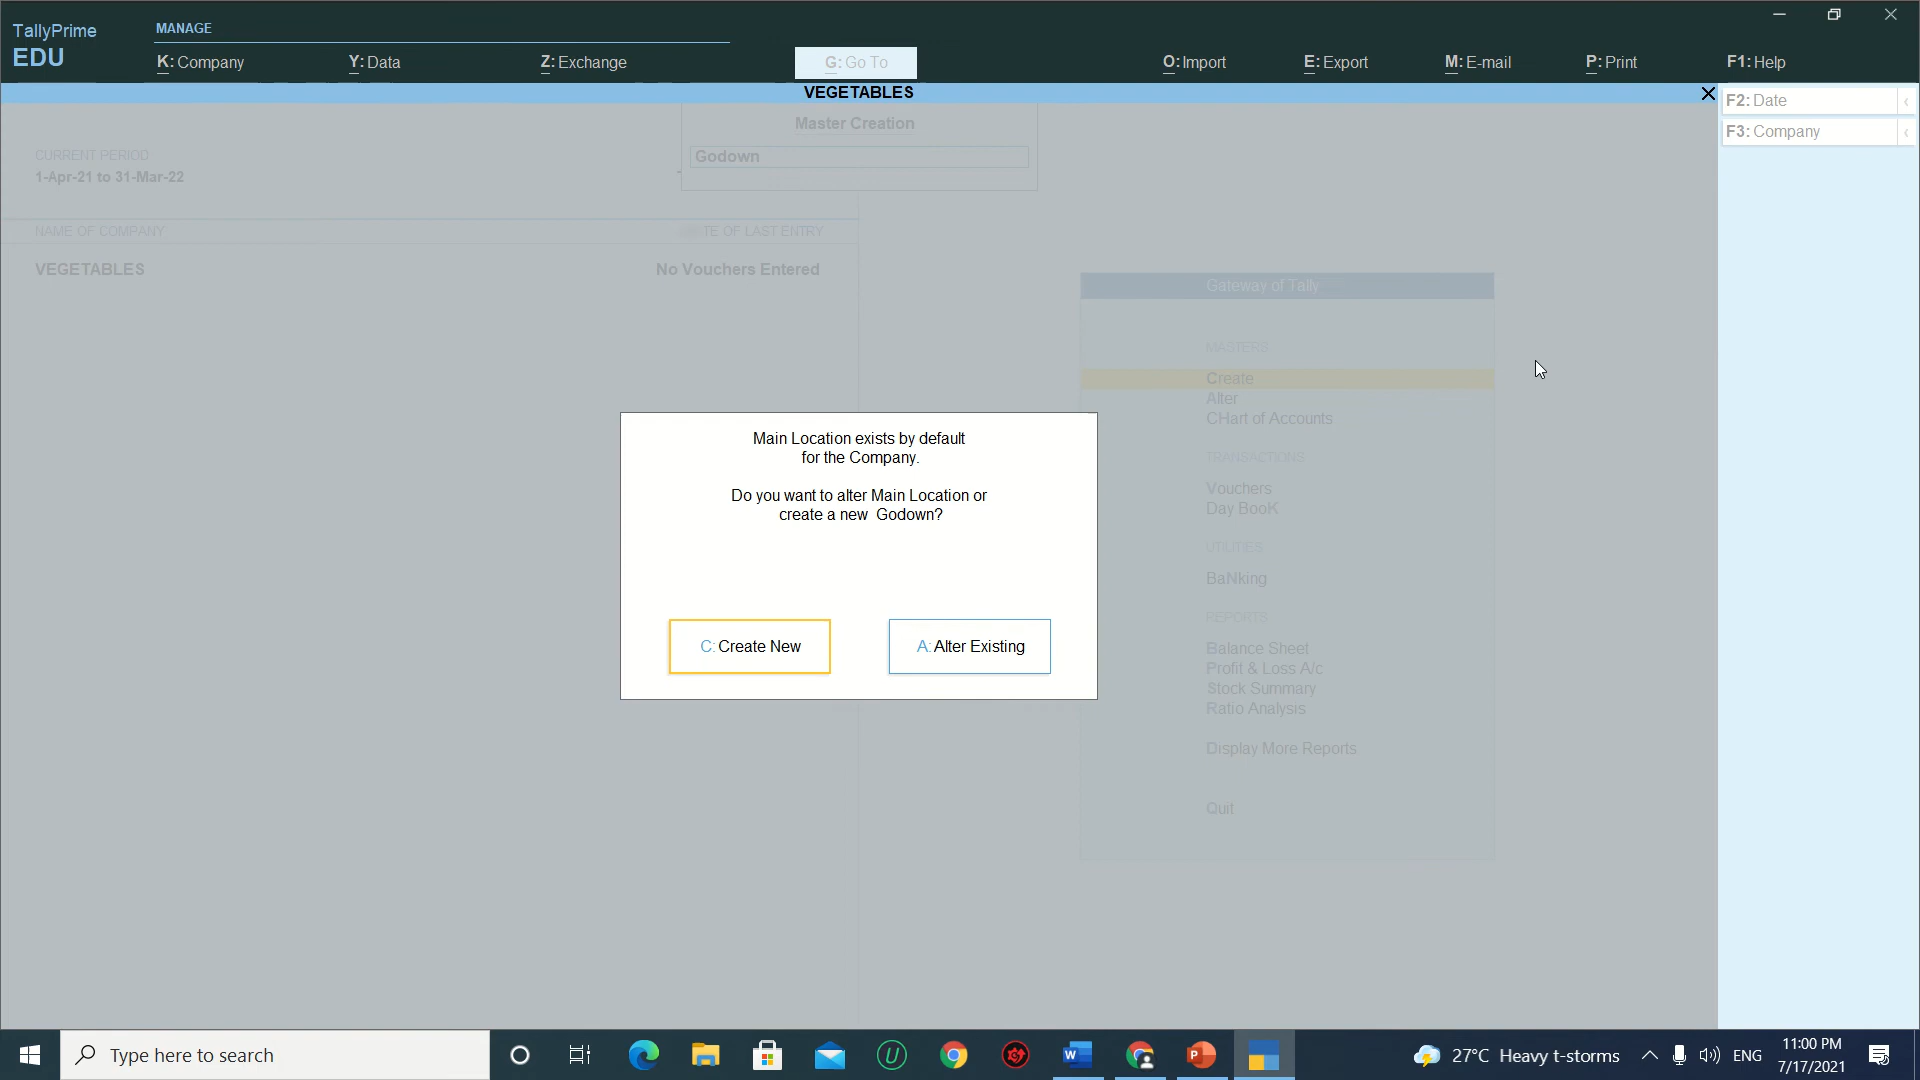 TallyPrime
EDU
MANAGE
K: Company
Y: Data
Z: Exchange
G: Go To
O: Import
E: Export
M: E-mail
P: Print
F1: Help
VEGETABLES
F2: Date
F3: Company
Master Creation
Godown
CURRENT PERIOD
1-Apr-21 to 31-Mar-22
NAME OF COMPANY
TE OF LAST ENTRY
VEGETABLES
No Vouchers Entered
Gateway of Tally
MASTERS
Create
Alter
CHart of Accounts
TRANSACTIONS
Vouchers
Day BooK
UTILITIES
BaNking
REPORTS
Balance Sheet
Profit & Loss A/c
Stock Summary
Ratio Analysis
Display More Reports
Quit
Main Location exists by default
for the Company.
Do you want to alter Main Location or
create a new Godown?
C: Create New
A: Alter Existing
Type here to search
27°C Heavy t-storms
ENG
11:00 PM
7/17/2021